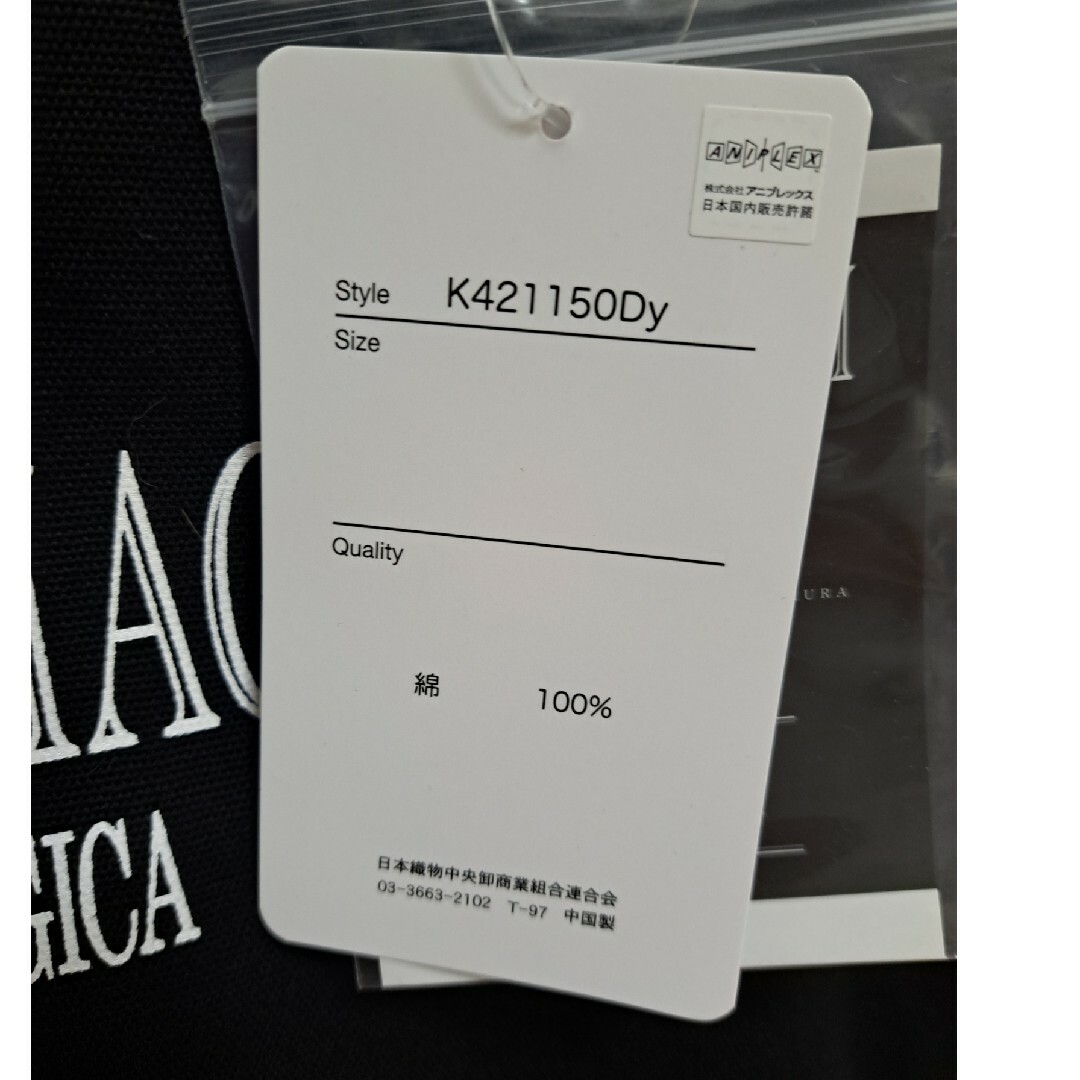 ANIPLEX
株式会社アニプレックス
日本国内販売許諾
Style K421150Dy
Size
Quality
綿 100%
日本織物中央卸商業組合連合会
03-3663-2102 T-97 中国製
GICA
URA